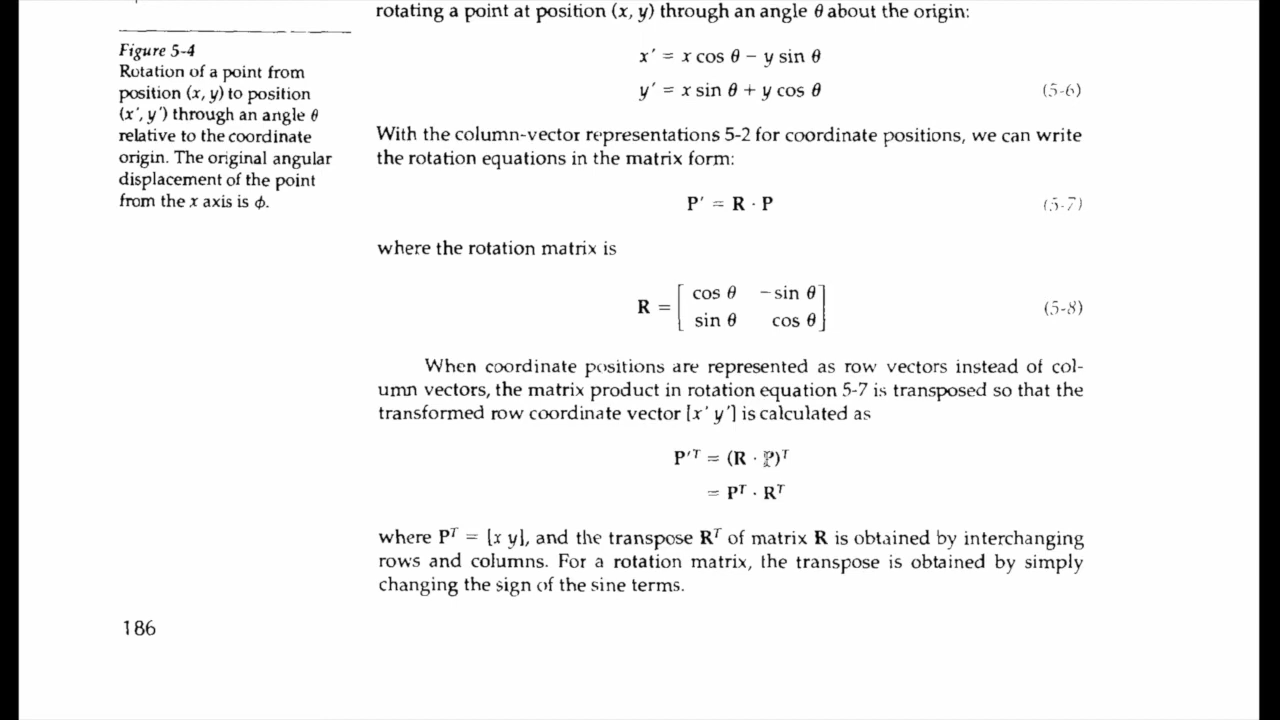 rotating a point at position (x, y) through an angle θ about the origin:
x′ = x cos θ − y sin θ
y′ = x sin θ + y cos θ (5-6)
Figure 5-4
Rotation of a point from
position (x, y) to position
(x′, y′) through an angle θ
relative to the coordinate
origin. The original angular
displacement of the point
from the x axis is ϕ.
With the column-vector representations 5-2 for coordinate positions, we can write
the rotation equations in the matrix form:
P′ = R · P (5-7)
where the rotation matrix is
R = [ cos θ −sin θ
sin θ cos θ ] (5-8)
When coordinate positions are represented as row vectors instead of col-
umn vectors, the matrix product in rotation equation 5-7 is transposed so that the
transformed row coordinate vector [x′ y′] is calculated as
P′ᵀ = (R · P)ᵀ
= Pᵀ · Rᵀ
where Pᵀ = [x y], and the transpose Rᵀ of matrix R is obtained by interchanging
rows and columns. For a rotation matrix, the transpose is obtained by simply
changing the sign of the sine terms.
186